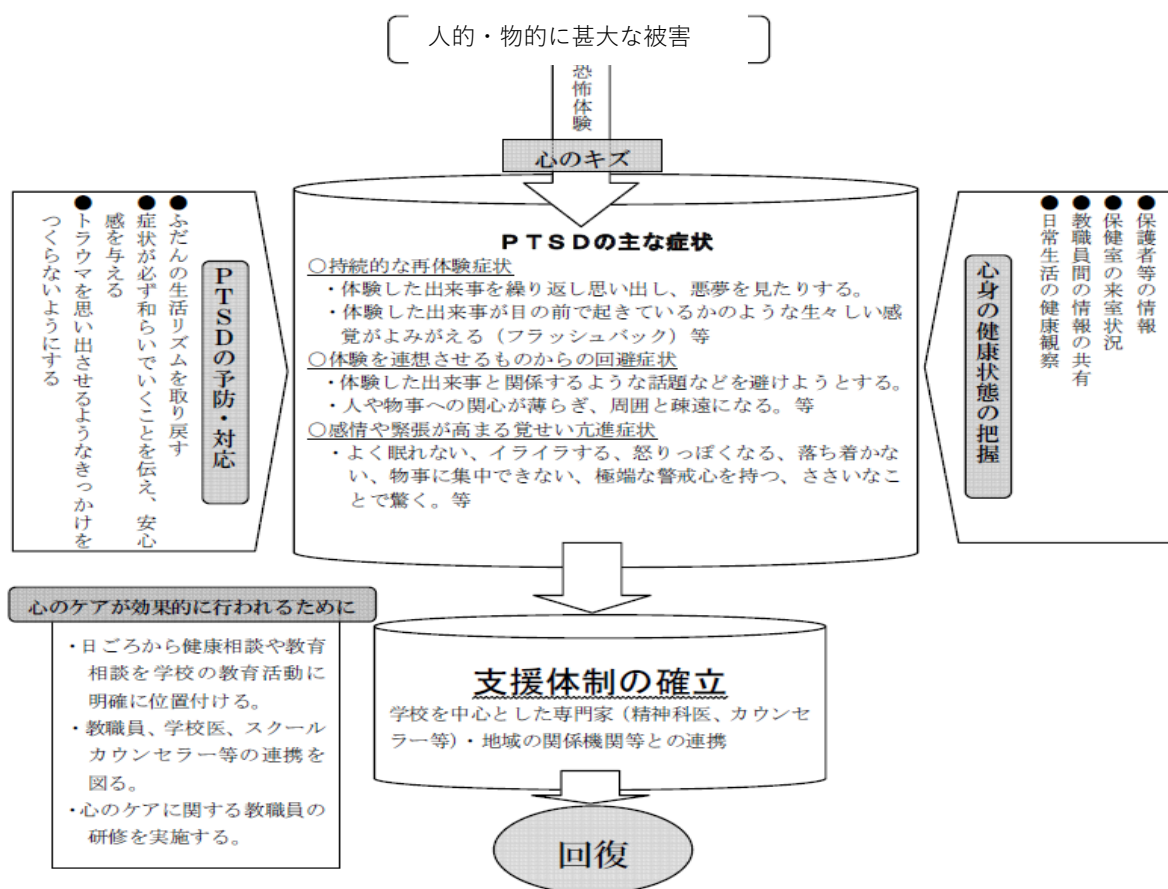 人的・物的に甚大な被害
恐怖体験
心のキズ
PTSDの主な症状
○持続的な再体験症状
・体験した出来事を繰り返し思い出し、悪夢を見たりする。
・体験した出来事が目の前で起きているかのような生々しい感
覚がよみがえる（フラッシュバック）等
○体験を連想させるものからの回避症状
・体験した出来事と関係するような話題などを避けようとする。
・人や物事への関心が薄らぎ、周囲と疎遠になる。等
○感情や緊張が高まる覚せい亢進症状
・よく眠れない、イライラする、怒りっぽくなる、落ち着かな
い、物事に集中できない、極端な警戒心を持つ、ささいなこ
とで驚く。等
PTSDの予防・対応
●ふだんの生活リズムを取り戻す
●症状が必ず和らいでいくことを伝え、安心
感を与える
●トラウマを思い出させるようなきっかけを
つくらないようにする
心身の健康状態の把握
●保護者等の情報
●保健室の来室状況
●教職員間の情報の共有
●日常生活の健康観察
心のケアが効果的に行われるために
・日ごろから健康相談や教育
相談を学校の教育活動に
明確に位置付ける。
・教職員、学校医、スクール
カウンセラー等の連携を
図る。
・心のケアに関する教職員の
研修を実施する。
支援体制の確立
学校を中心とした専門家（精神科医、カウンセ
ラー等）・地域の関係機関等との連携
回復